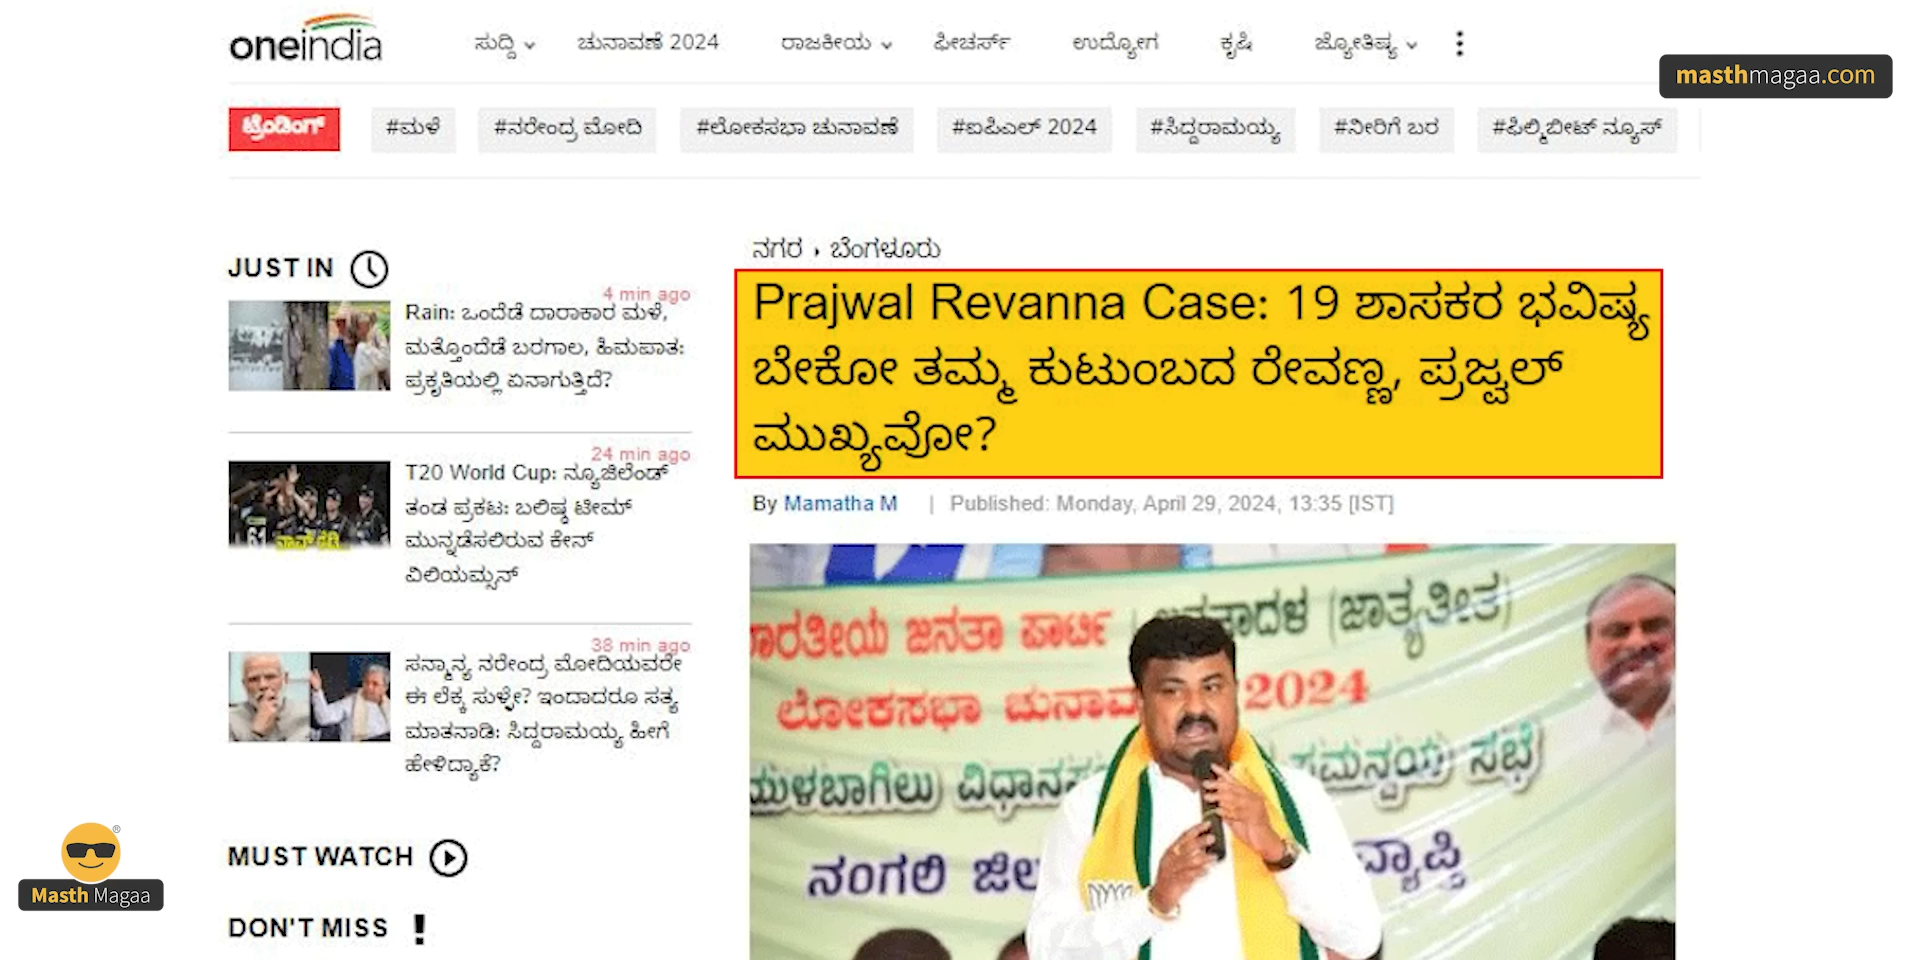 oneindia
ಸುದ್ದಿ ಚುನಾವಣೆ 2024 ರಾಜಕೀಯ ಫೀಚರ್ಸ್ ಉದ್ಯೋಗ ಕೃಷಿ ಜ್ಯೋತಿಷ್ಯ
masthmagaa.com
ಟ್ರೆಂಡಿಂಗ್ #ಮಳೆ #ನರೇಂದ್ರ ಮೋದಿ #ಲೋಕಸಭಾ ಚುನಾವಣೆ #ಐಪಿಎಲ್ 2024 #ಸಿದ್ದರಾಮಯ್ಯ #ನೀರಿಗೆ ಬರ #ಫಿಲ್ಮಿಬೀಟ್ ನ್ಯೂಸ್
JUST IN
4 min ago
Rain: ಒಂದೆಡೆ ದಾರಾಕಾರ ಮಳೆ,
ಮತ್ತೊಂದೆಡೆ ಬರಗಾಲ, ಹಿಮಪಾತ:
ಪ್ರಕೃತಿಯಲ್ಲಿ ಏನಾಗುತ್ತಿದೆ?
24 min ago
T20 World Cup: ನ್ಯೂಜಿಲೆಂಡ್
ತಂಡ ಪ್ರಕಟ: ಬಲಿಷ್ಠ ಟೀಮ್
ಮುನ್ನಡೆಸಲಿರುವ ಕೇನ್
ವಿಲಿಯಮ್ಸನ್
38 min ago
ಸನ್ಮಾನ್ಯ ನರೇಂದ್ರ ಮೋದಿಯವರೇ
ಈ ಲೆಕ್ಕ ಸುಳ್ಳೇ? ಇಂದಾದರೂ ಸತ್ಯ
ಮಾತನಾಡಿ: ಸಿದ್ದರಾಮಯ್ಯ ಹೀಗೆ
ಹೇಳಿದ್ಯಾಕೆ?
MUST WATCH
DON'T MISS
Masth Magaa
ನಗರ › ಬೆಂಗಳೂರು
Prajwal Revanna Case: 19 ಶಾಸಕರ ಭವಿಷ್ಯ
ಬೇಕೋ ತಮ್ಮ ಕುಟುಂಬದ ರೇವಣ್ಣ, ಪ್ರಜ್ವಲ್
ಮುಖ್ಯವೋ?
By Mamatha M | Published: Monday, April 29, 2024, 13:35 [IST]
ಜನತಾ ಪಾರ್ಟಿ (ಜಾತ್ಯತೀತ)
ಲೋಕಸಭಾ 2024
ಸಭೆ
ನಂಗಲಿ